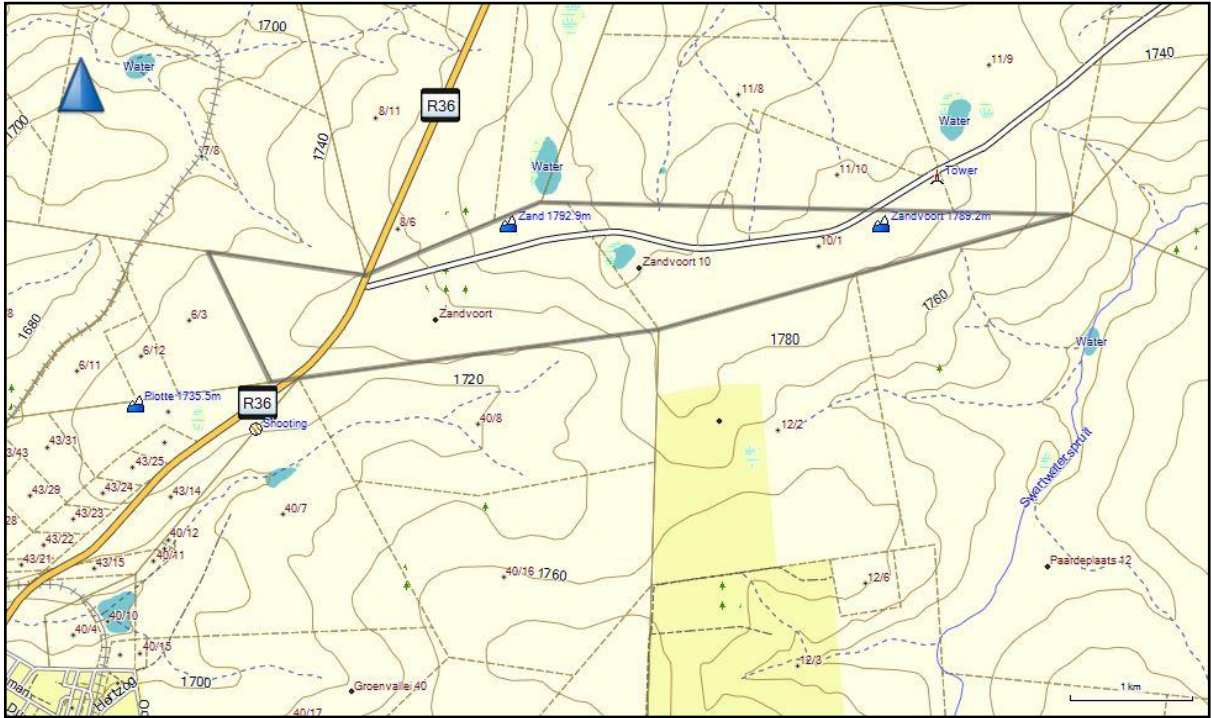 1700
R36
1740
11/9
Water
11/8
8/11
Water
1700
1740
7/8
Water
11/10
Tower
8/6
Zand 1792.9m
Zandvoort 1789.2m
10/1
Zandvoort 10
1760
6/3
1680
Zandvoort
1780
Water
6/12
6/11
1720
Plotte 1735.5m
R36
Shooting
40/8
12/2
43/31
43/25
Swartwaterspruit
43/29
43/24
43/14
40/7
43/23
43/22
40/12
40/11
43/21
43/15
40/16
1760
12/6
Paardeplaats 12
40/4
40/10
40/15
12/3
1700
Groenvallei 40
Hertzog
40/17
1 km